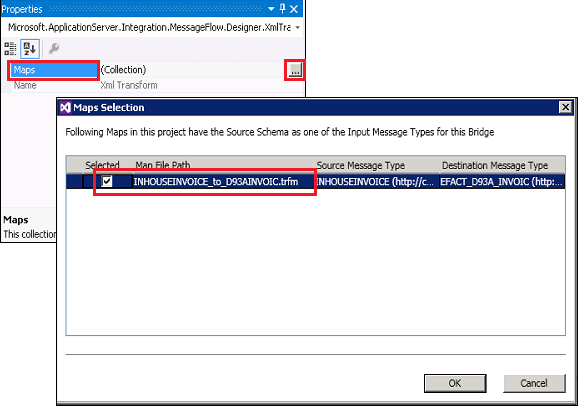 Properties
Microsoft.ApplicationServer.Integration.MessageFlow.Designer.XmlTra
Maps (Collection) ...
Name Xml Transform
Maps
This collection
Maps Selection
Following Maps in this project have the Source Schema as one of the Input Message Types for this Bridge
Selected Map File Path Source Message Type Destination Message Type
INHOUSEINVOICE_to_D93AINVOIC.trfm INHOUSEINVOICE (http://c... EFACT_D93A_INVOIC (http:...
OK Cancel